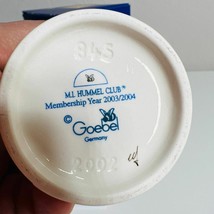 845
M.I. HUMMEL CLUB®
Membership Year 2003/2004
© Goebel
Germany
2002